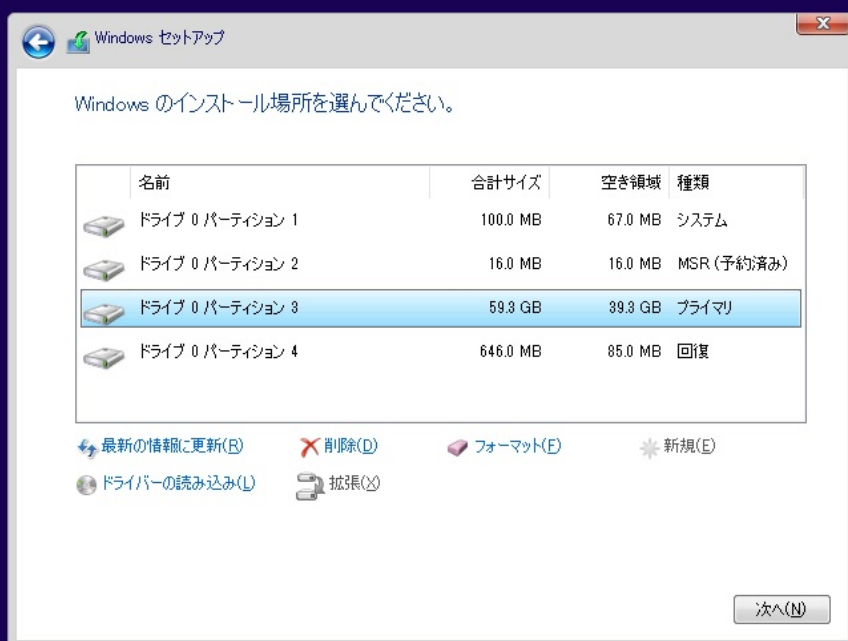 Windows セットアップ
Windows のインストール場所を選んでください。
名前 合計サイズ 空き領域 種類
ドライブ 0 パーティション 1 100.0 MB 67.0 MB システム
ドライブ 0 パーティション 2 16.0 MB 16.0 MB MSR (予約済み)
ドライブ 0 パーティション 3 59.3 GB 39.3 GB プライマリ
ドライブ 0 パーティション 4 646.0 MB 85.0 MB 回復
最新の情報に更新(R) 削除(D) フォーマット(F) 新規(E)
ドライバーの読み込み(L) 拡張(X)
次へ(N)